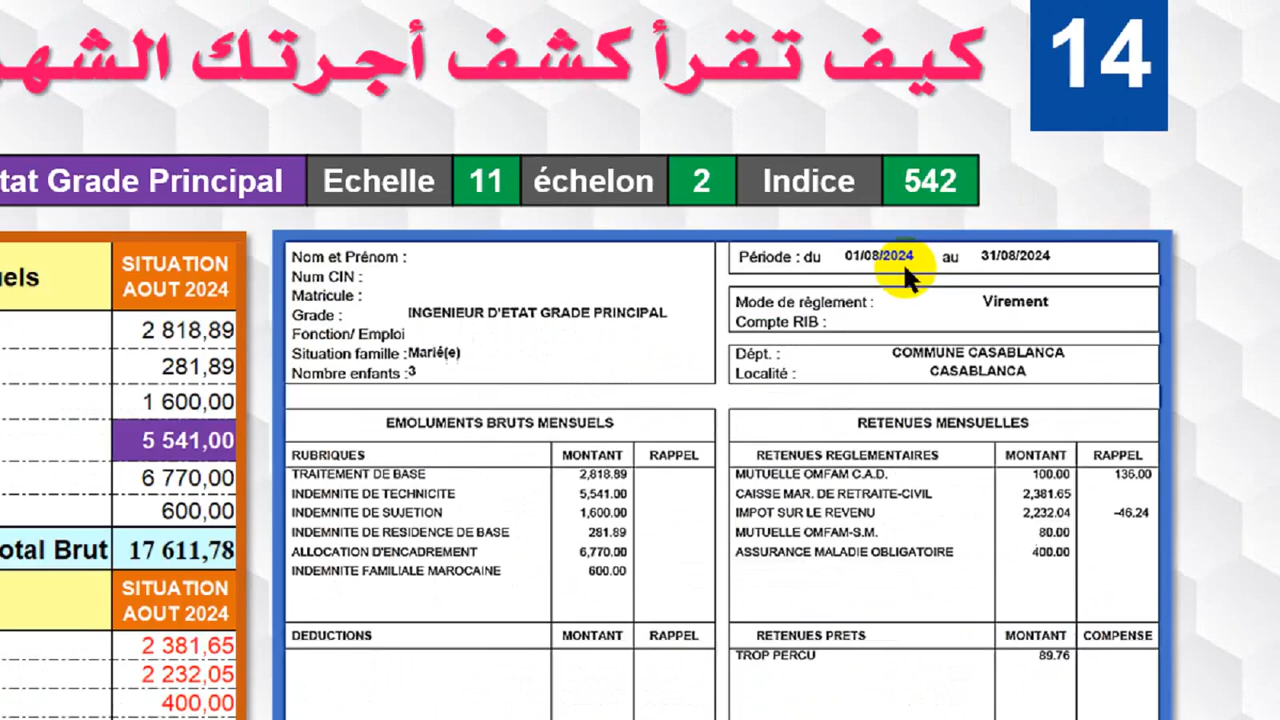 كيف تقرأ كشف أجرتك
14
Grade Principal
Echelle
11
échelon
2
Indice
542
SITUATION
AOUT 2024
2 818,89
281,89
1 600,00
5 541,00
6 770,00
600,00
Brut
17 611,78
SITUATION
AOUT 2024
2 381,65
2 232,05
400,00
Nom et Prénom :
Num CIN :
Matricule :
Grade : INGENIEUR D'ETAT GRADE PRINCIPAL
Fonction/ Emploi
Situation famille : Marié(e)
Nombre enfants : 3
Période : du 01/08/2024 au 31/08/2024
Mode de règlement : Virement
Compte RIB :
Dépt. : COMMUNE CASABLANCA
Localité : CASABLANCA
EMOLUMENTS BRUTS MENSUELS
RUBRIQUES MONTANT RAPPEL
TRAITEMENT DE BASE 2,818.89
INDEMNITE DE TECHNICITE 5,541.00
INDEMNITE DE SUJETION 1,600.00
INDEMNITE DE RESIDENCE DE BASE 281.89
ALLOCATION D'ENCADREMENT 6,770.00
INDEMNITE FAMILIALE MAROCAINE 600.00
DEDUCTIONS MONTANT RAPPEL
RETENUES MENSUELLES
RETENUES REGLEMENTAIRES MONTANT RAPPEL
MUTUELLE OMFAM C.A.D. 100.00 136.00
CAISSE MAR. DE RETRAITE-CIVIL 2,381.65
IMPOT SUR LE REVENU 2,232.04 -46.24
MUTUELLE OMFAM-S.M. 80.00
ASSURANCE MALADIE OBLIGATOIRE 400.00
RETENUES PRETS MONTANT COMPENSE
TROP PERCU 89.76